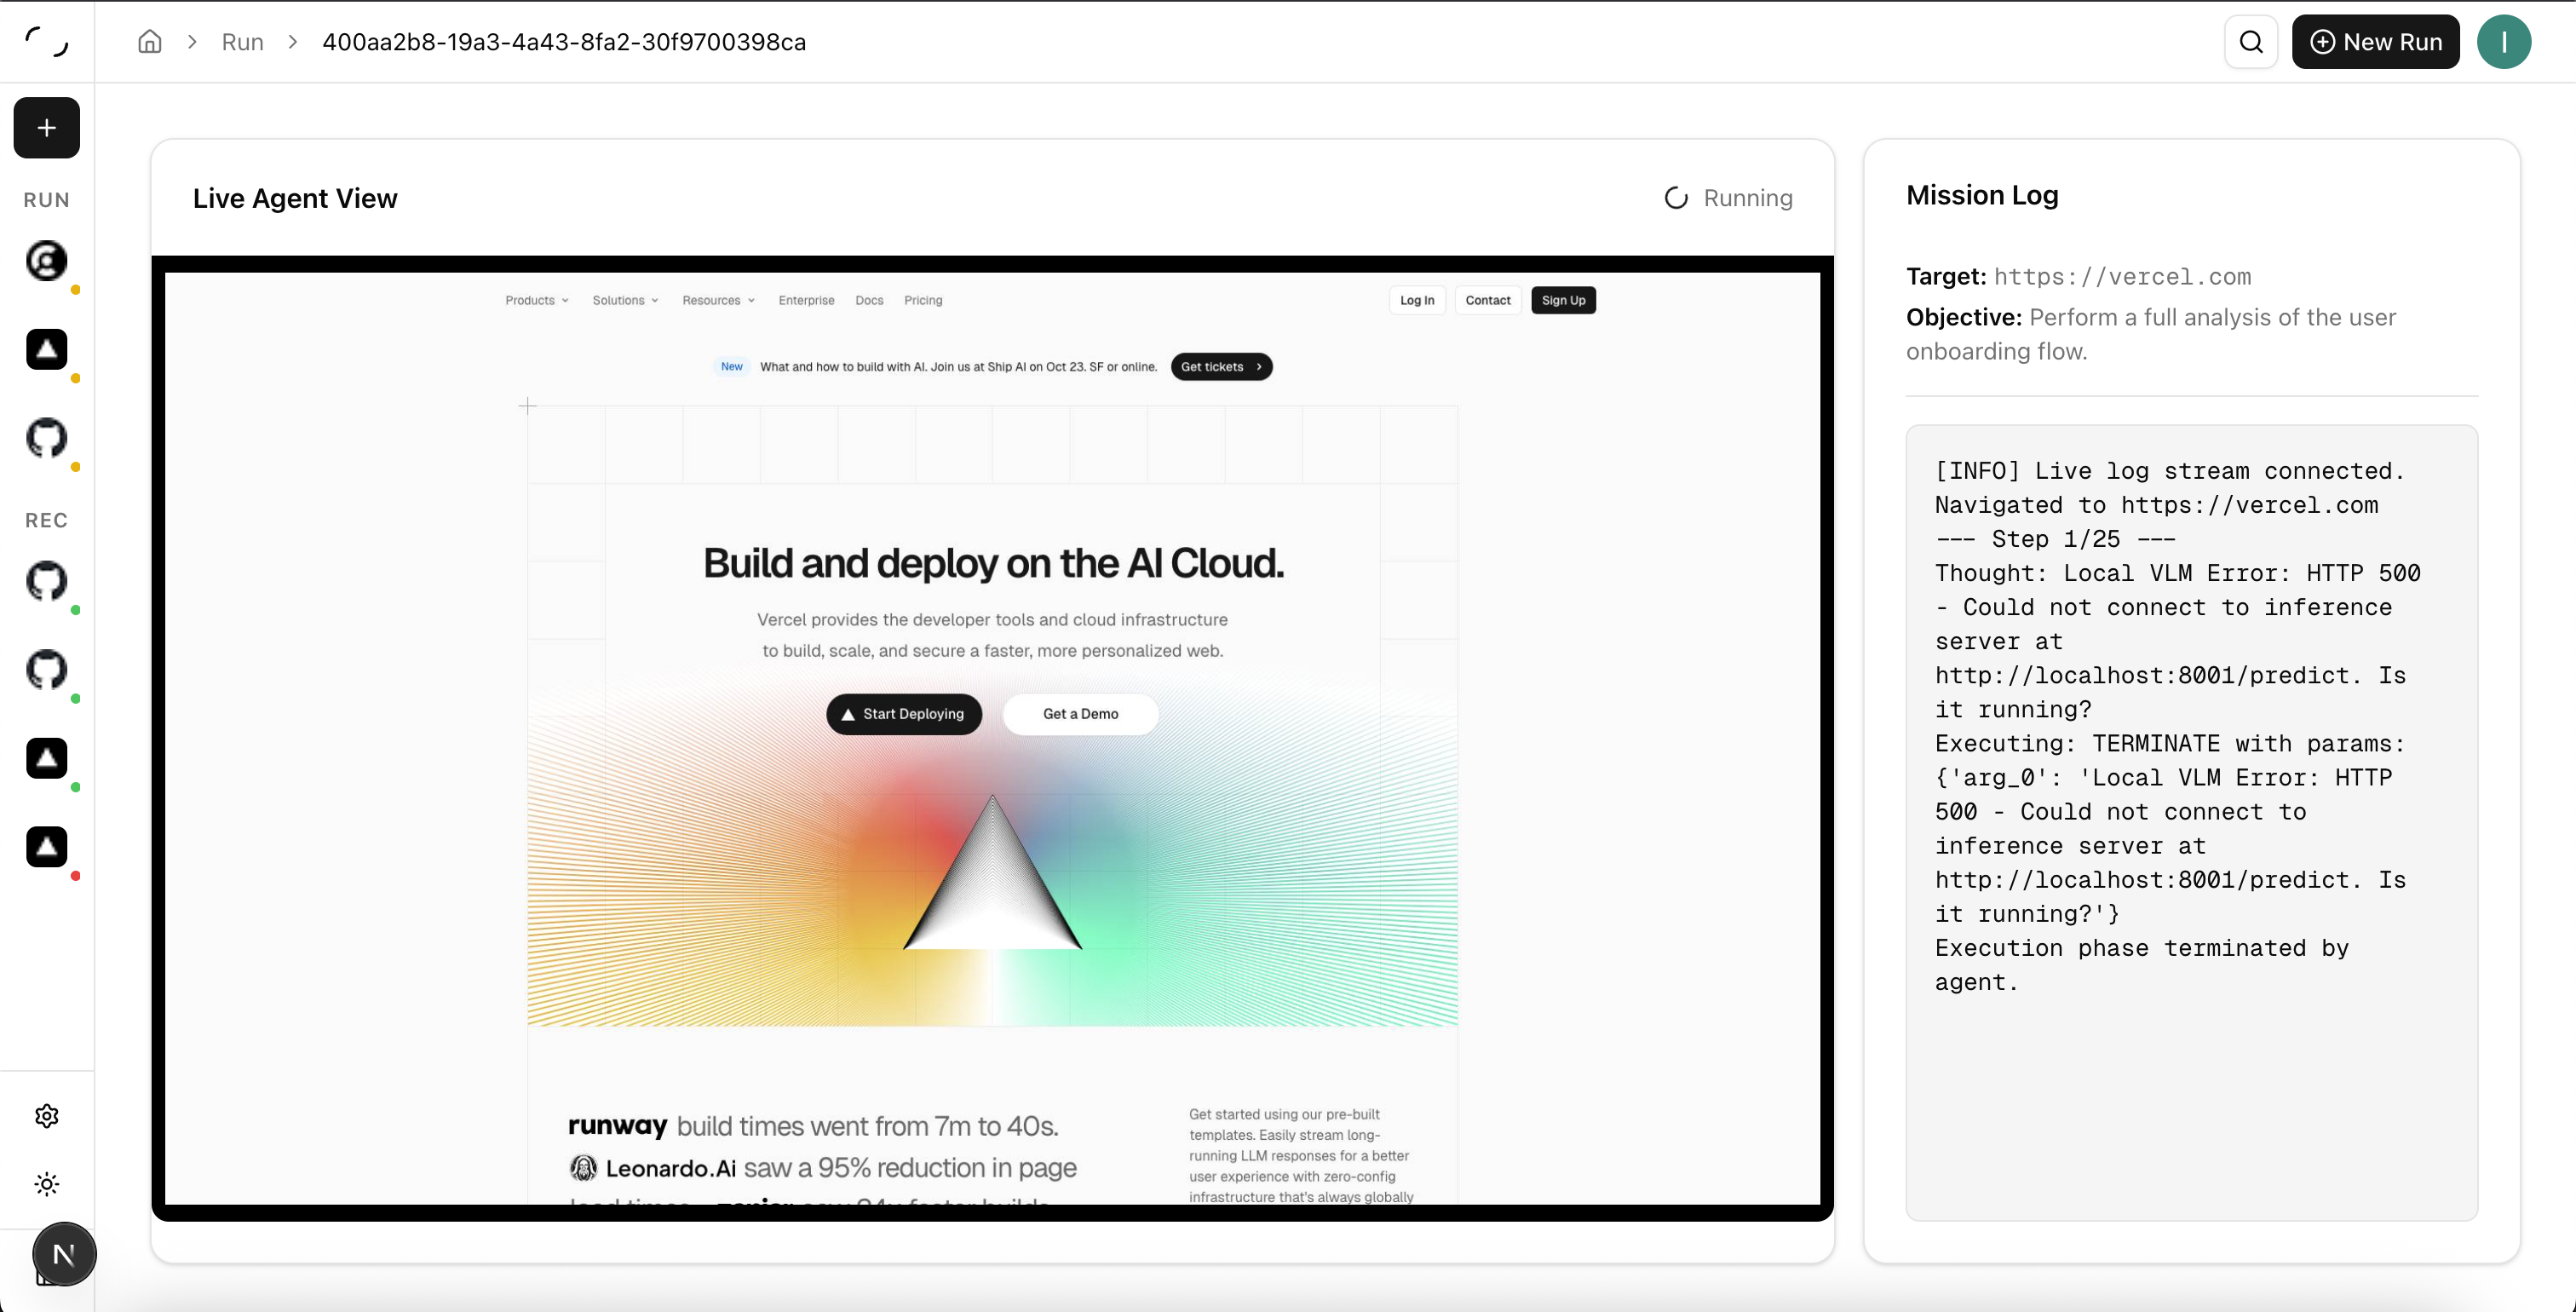 Run
400aa2b8-19a3-4a43-8fa2-30f9700398ca
New Run
I
RUN
REC
N
Live Agent View
Running
Products
Solutions
Resources
Enterprise
Docs
Pricing
Log In
Contact
Sign Up
New
What and how to build with AI. Join us at Ship AI on Oct 23. SF or online.
Get tickets
Build and deploy on the AI Cloud.
Vercel provides the developer tools and cloud infrastructure
to build, scale, and secure a faster, more personalized web.
Start Deploying
Get a Demo
runway build times went from 7m to 40s.
Leonardo.Ai saw a 95% reduction in page
Get started using our pre-built
templates. Easily stream long-
running LLM responses for a better
user experience with zero-config
infrastructure that's always globally
Mission Log
Target: https://vercel.com
Objective: Perform a full analysis of the user
onboarding flow.
[INFO] Live log stream connected.
Navigated to https://vercel.com
--- Step 1/25 ---
Thought: Local VLM Error: HTTP 500
- Could not connect to inference
server at
http://localhost:8001/predict. Is
it running?
Executing: TERMINATE with params:
{'arg_0': 'Local VLM Error: HTTP
500 - Could not connect to
inference server at
http://localhost:8001/predict. Is
it running?'}
Execution phase terminated by
agent.